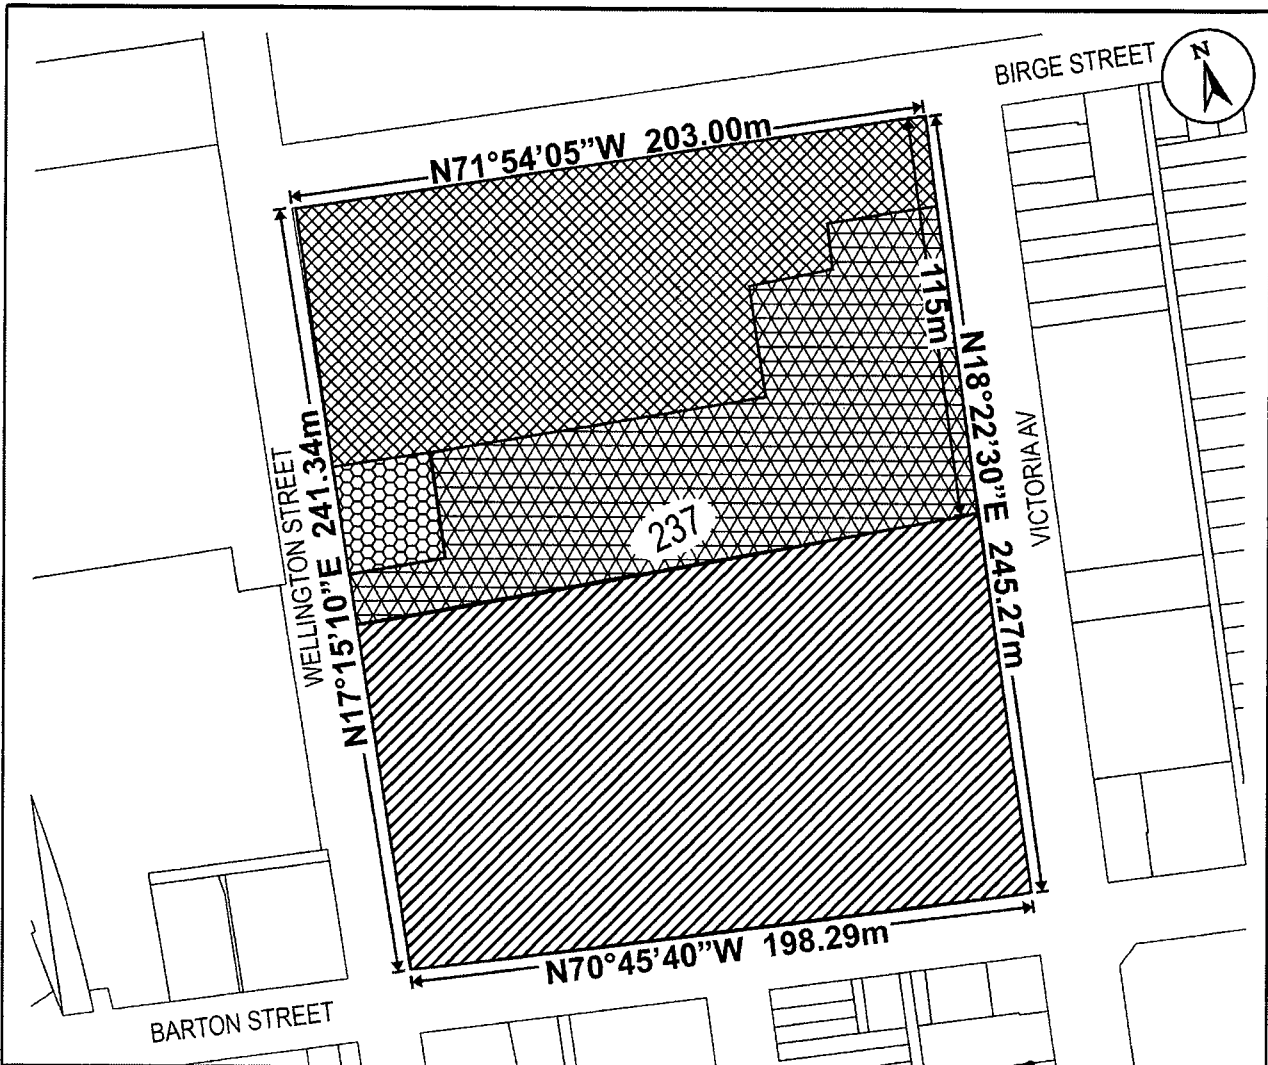 BIRGE STREET
N
N71°54’05”W 203.00m
115m
N18°22’30”E 245.27m
VICTORIA AV
WELLINGTON STREET
N17°15’10”E 241.34m
237
N70°45’40”W 198.29m
BARTON STREET